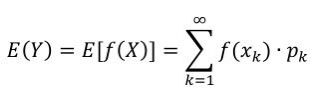 E(Y) = E[f(X)] = ∑_{k=1}^{∞} f(x_k) · p_k